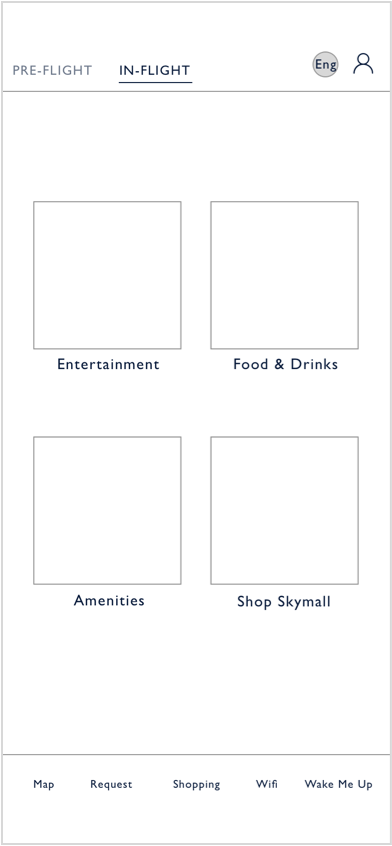 PRE-FLIGHT IN-FLIGHT Eng
Entertainment Food & Drinks
Amenities Shop Skymall
Map Request Shopping Wifi Wake Me Up